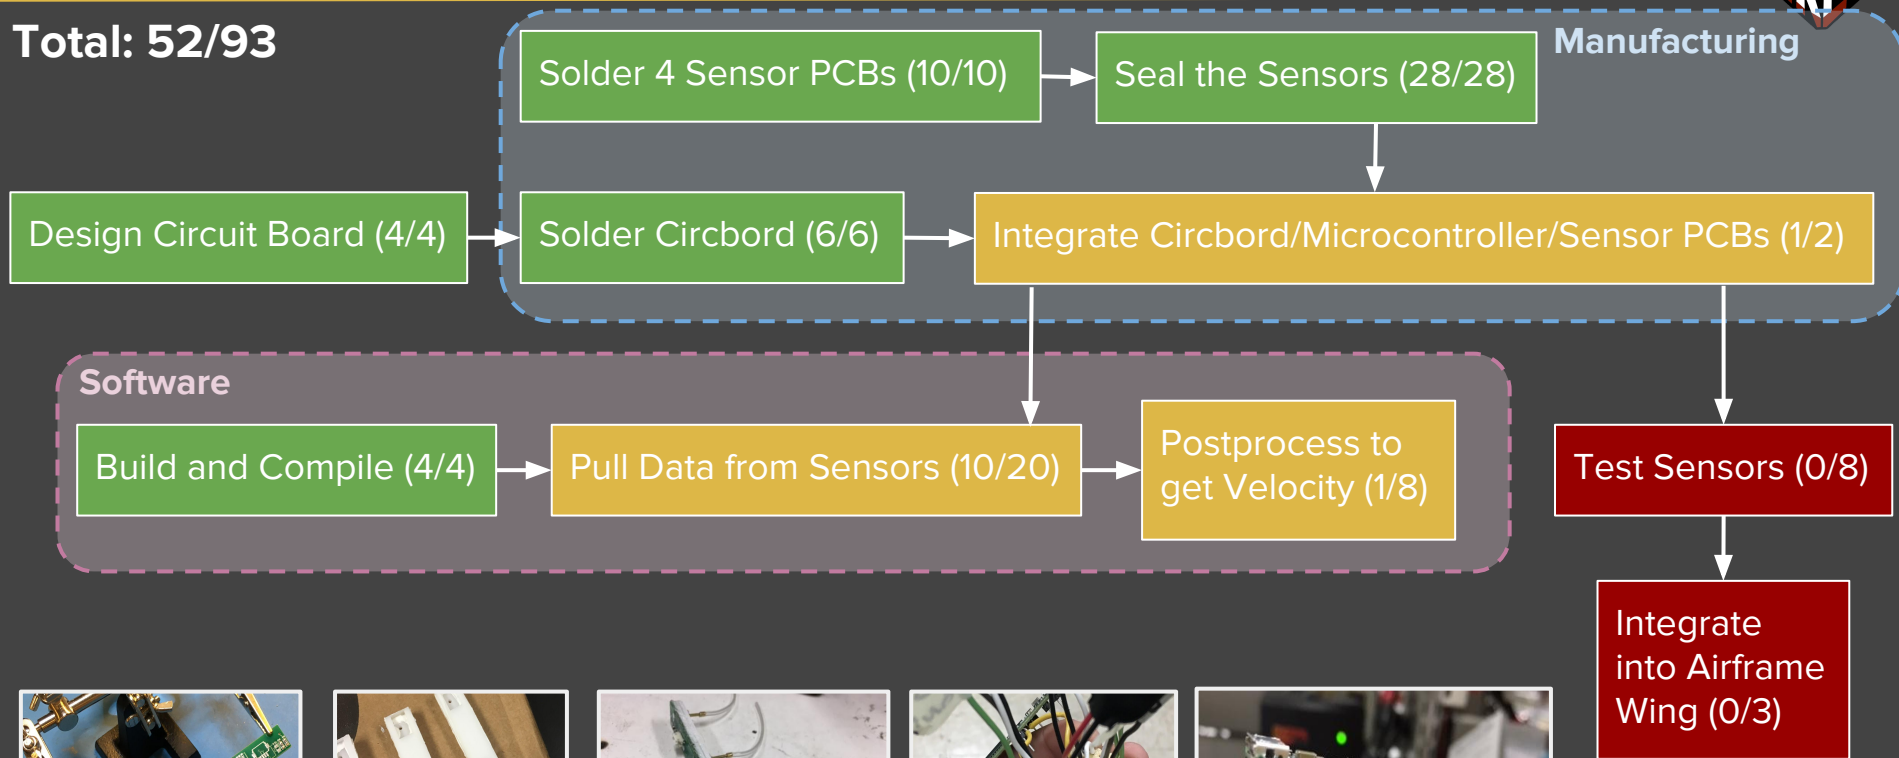 Total: 52/93
Manufacturing
Solder 4 Sensor PCBs (10/10)
Seal the Sensors (28/28)
Design Circuit Board (4/4)
Solder Circbord (6/6)
Integrate Circbord/Microcontroller/Sensor PCBs (1/2)
Software
Build and Compile (4/4)
Pull Data from Sensors (10/20)
Postprocess to
get Velocity (1/8)
Test Sensors (0/8)
Integrate
into Airframe
Wing (0/3)